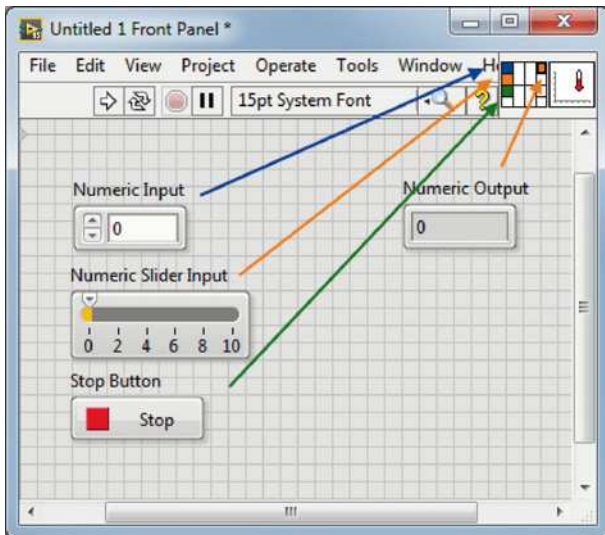 Untitled 1 Front Panel *
File Edit View Project Operate Tools Window He
15pt System Font ?
Numeric Input
0
Numeric Output
0
Numeric Slider Input
0 2 4 6 8 10
Stop Button
Stop